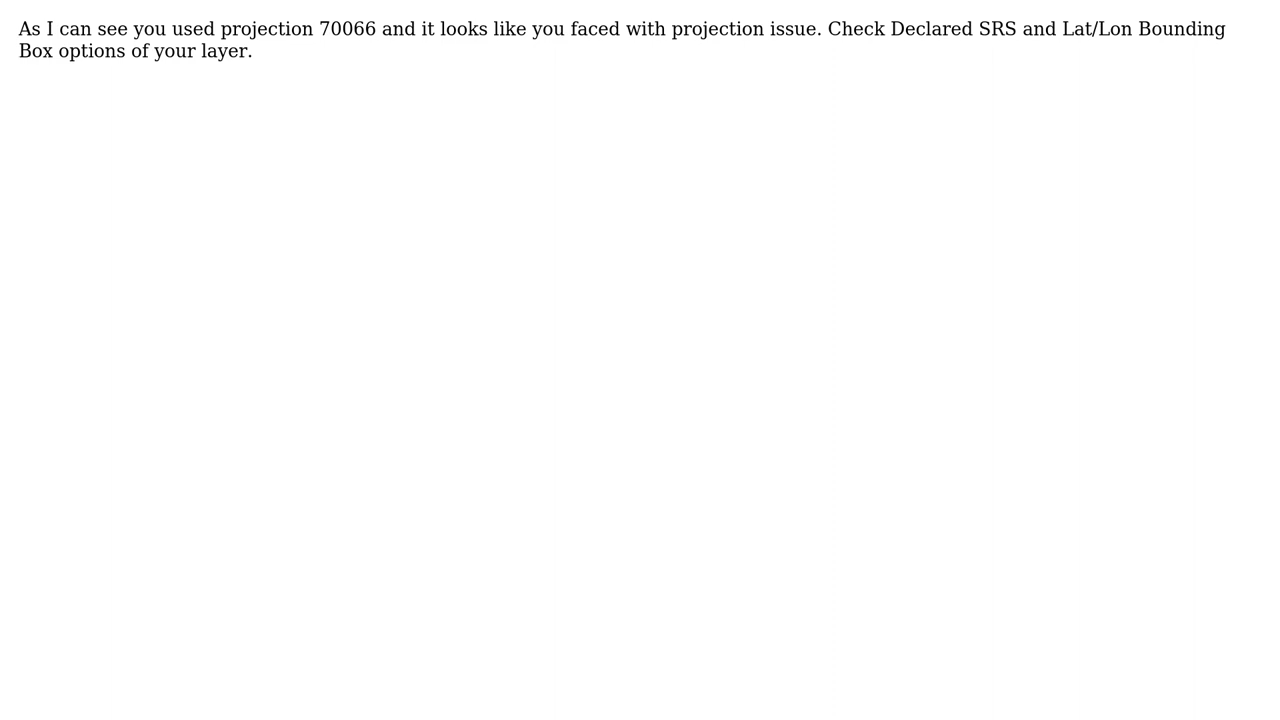 As I can see you used projection 70066 and it looks like you faced with projection issue. Check Declared SRS and Lat/Lon Bounding
Box options of your layer.